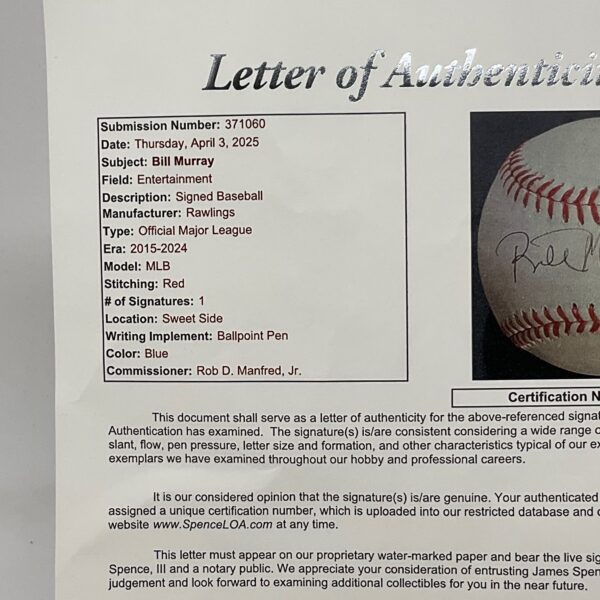 Letter of Authentici
Submission Number: 371060
Date: Thursday, April 3, 2025
Subject: Bill Murray
Field: Entertainment
Description: Signed Baseball
Manufacturer: Rawlings
Type: Official Major League
Era: 2015-2024
Model: MLB
Stitching: Red
# of Signatures: 1
Location: Sweet Side
Writing Implement: Ballpoint Pen
Color: Blue
Commissioner: Rob D. Manfred, Jr.
Bill M
Certification N
This document shall serve as a letter of authenticity for the above-referenced signat
Authentication has examined. The signature(s) is/are consistent considering a wide range o
slant, flow, pen pressure, letter size and formation, and other characteristics typical of our ex
exemplars we have examined throughout our hobby and professional careers.
It is our considered opinion that the signature(s) is/are genuine. Your authenticated
assigned a unique certification number, which is uploaded into our restricted database and c
website www.SpenceLOA.com at any time.
This letter must appear on our proprietary water-marked paper and bear the live sig
Spence, III and a notary public. We appreciate your consideration of entrusting James Spen
judgement and look forward to examining additional collectibles for you in the near future.